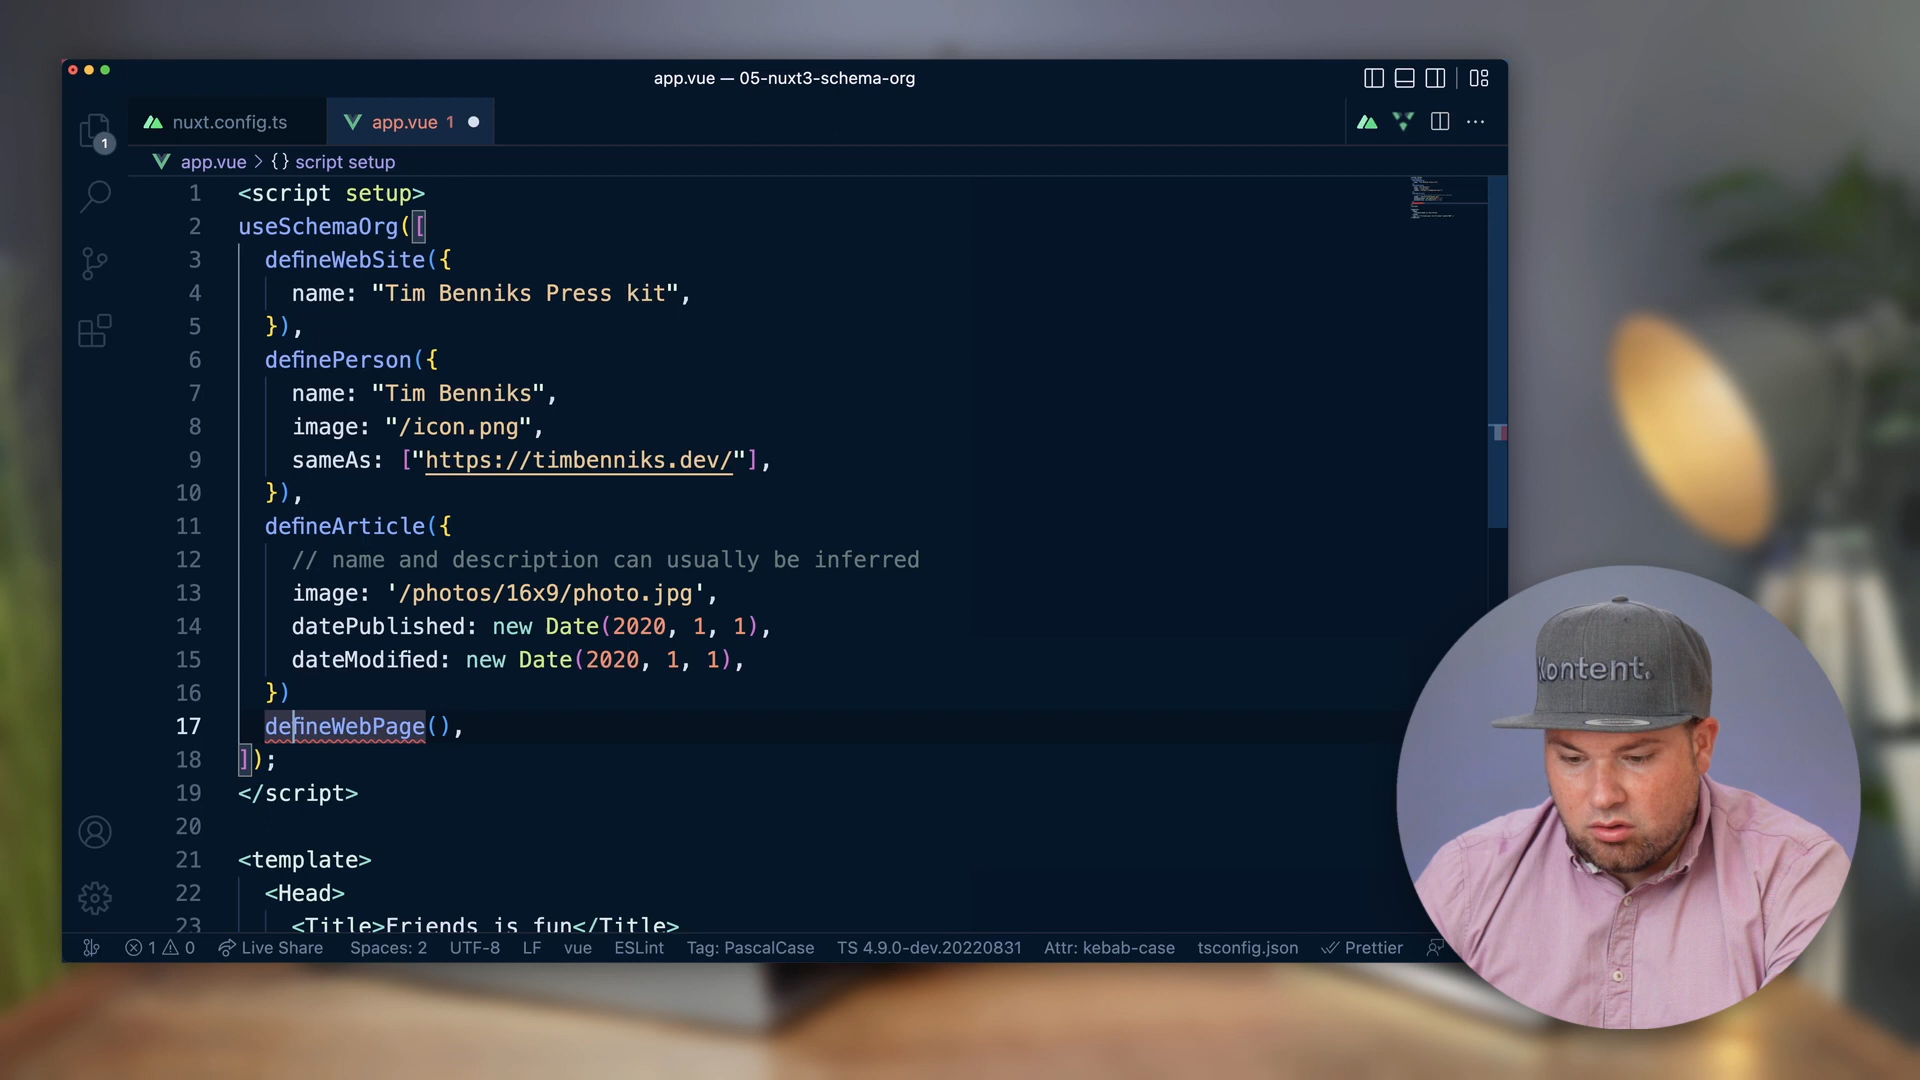 app.vue — 05-nuxt3-schema-org
nuxt.config.ts
app.vue 1
1
app.vue > {} script setup
1 <script setup>
2 useSchemaOrg([
3 defineWebSite({
4 name: "Tim Benniks Press kit",
5 }),
6 definePerson({
7 name: "Tim Benniks",
8 image: "/icon.png",
9 sameAs: ["https://timbenniks.dev/"],
10 }),
11 defineArticle({
12 // name and description can usually be inferred
13 image: '/photos/16x9/photo.jpg',
14 datePublished: new Date(2020, 1, 1),
15 dateModified: new Date(2020, 1, 1),
16 })
17 defineWebPage(),
18 ]);
19 </script>
20
21 <template>
22 <Head>
23 <Title>Friends is fun</Title>
1 0 Live Share Spaces: 2 UTF-8 LF vue ESLint Tag: PascalCase TS 4.9.0-dev.20220831 Attr: kebab-case tsconfig.json Prettier
Kontent.